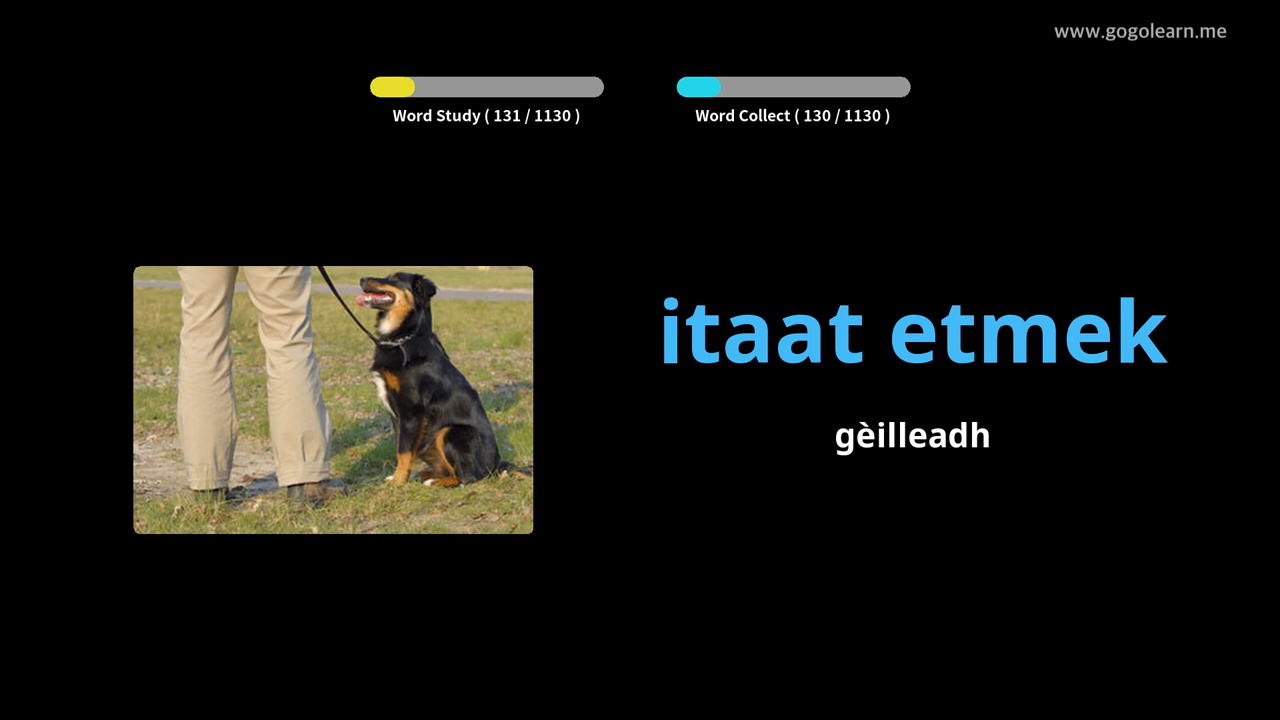 www.gogolearn.me
Word Study ( 131 / 1130 )
Word Collect ( 130 / 1130 )
itaat etmek
gèilleadh